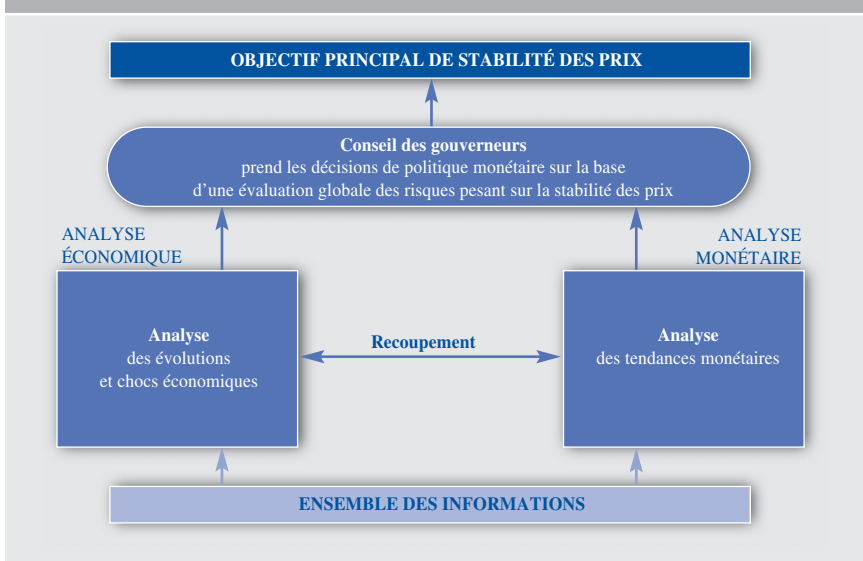 OBJECTIF PRINCIPAL DE STABILITÉ DES PRIX
Conseil des gouverneurs
prend les décisions de politique monétaire sur la base
d’une évaluation globale des risques pesant sur la stabilité des prix
ANALYSE
ÉCONOMIQUE
ANALYSE
MONÉTAIRE
Analyse
des évolutions
et chocs économiques
Recoupement
Analyse
des tendances monétaires
ENSEMBLE DES INFORMATIONS